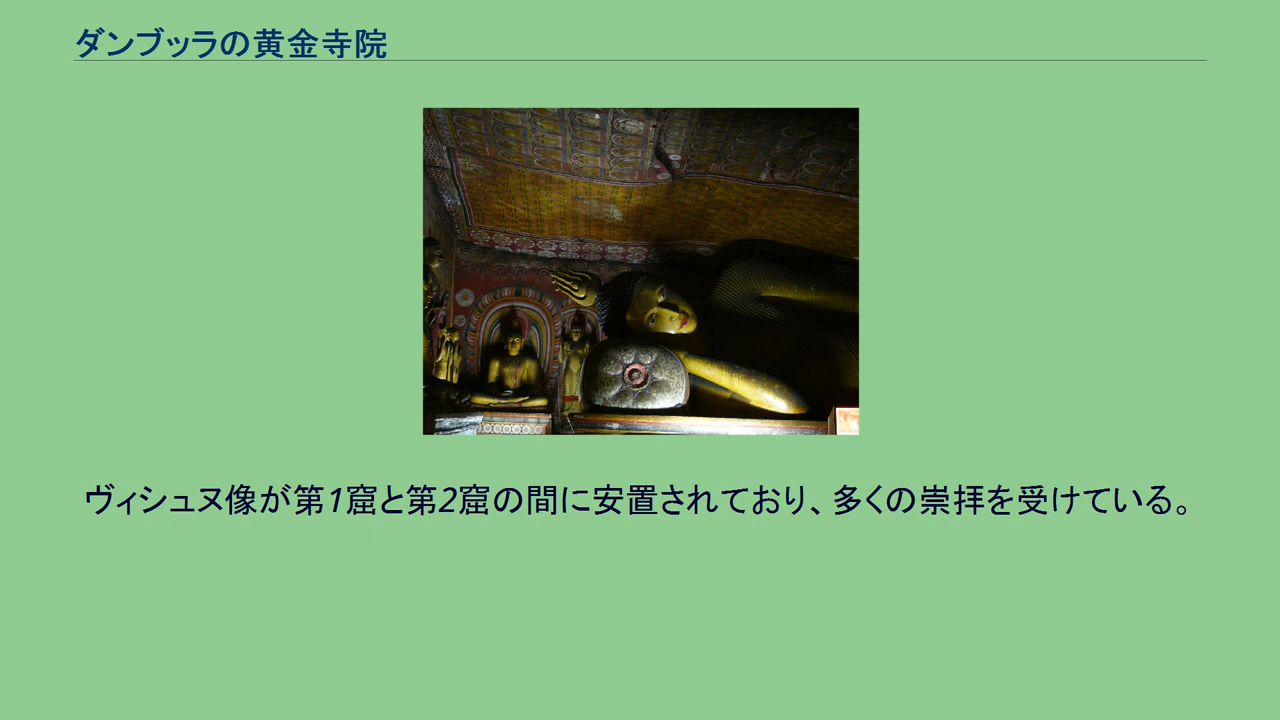 ダンブッラの黄金寺院
ヴィシュヌ像が第1窟と第2窟の間に安置されており、多くの崇拝を受けている。